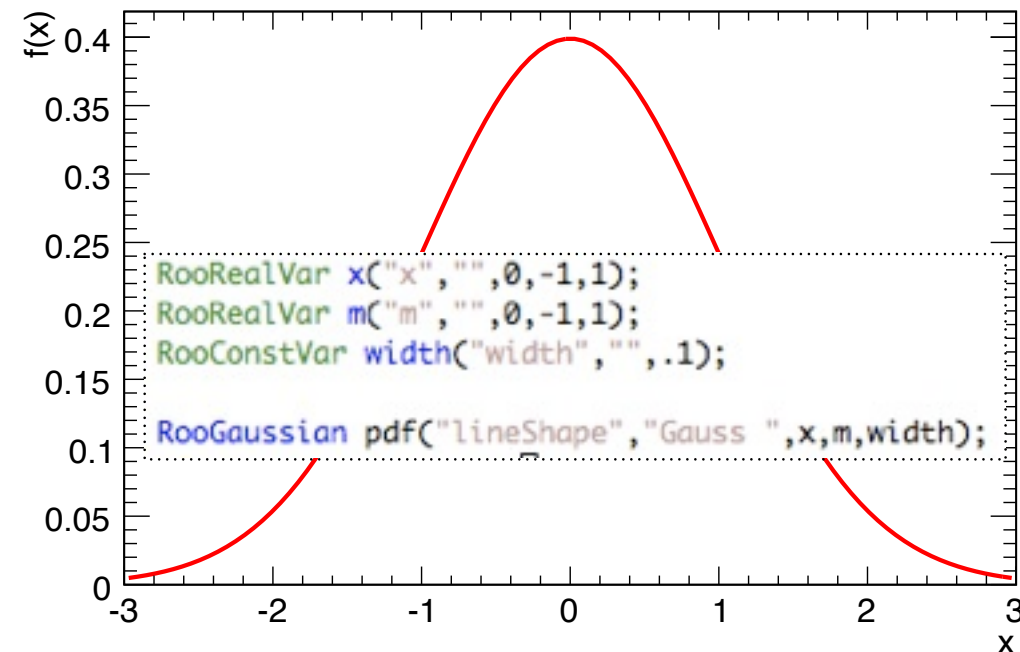 f(x)
0.4
0.35
0.3
0.25
RooRealVar x("x","",0,-1,1);
RooRealVar m("m","",0,-1,1);
0.2
RooConstVar width("width","",.1);
0.15
RooGaussian pdf("lineShape","Gauss ",x,m,width);
0.1
0.05
0
-3 -2 -1 0 1 2 3
x